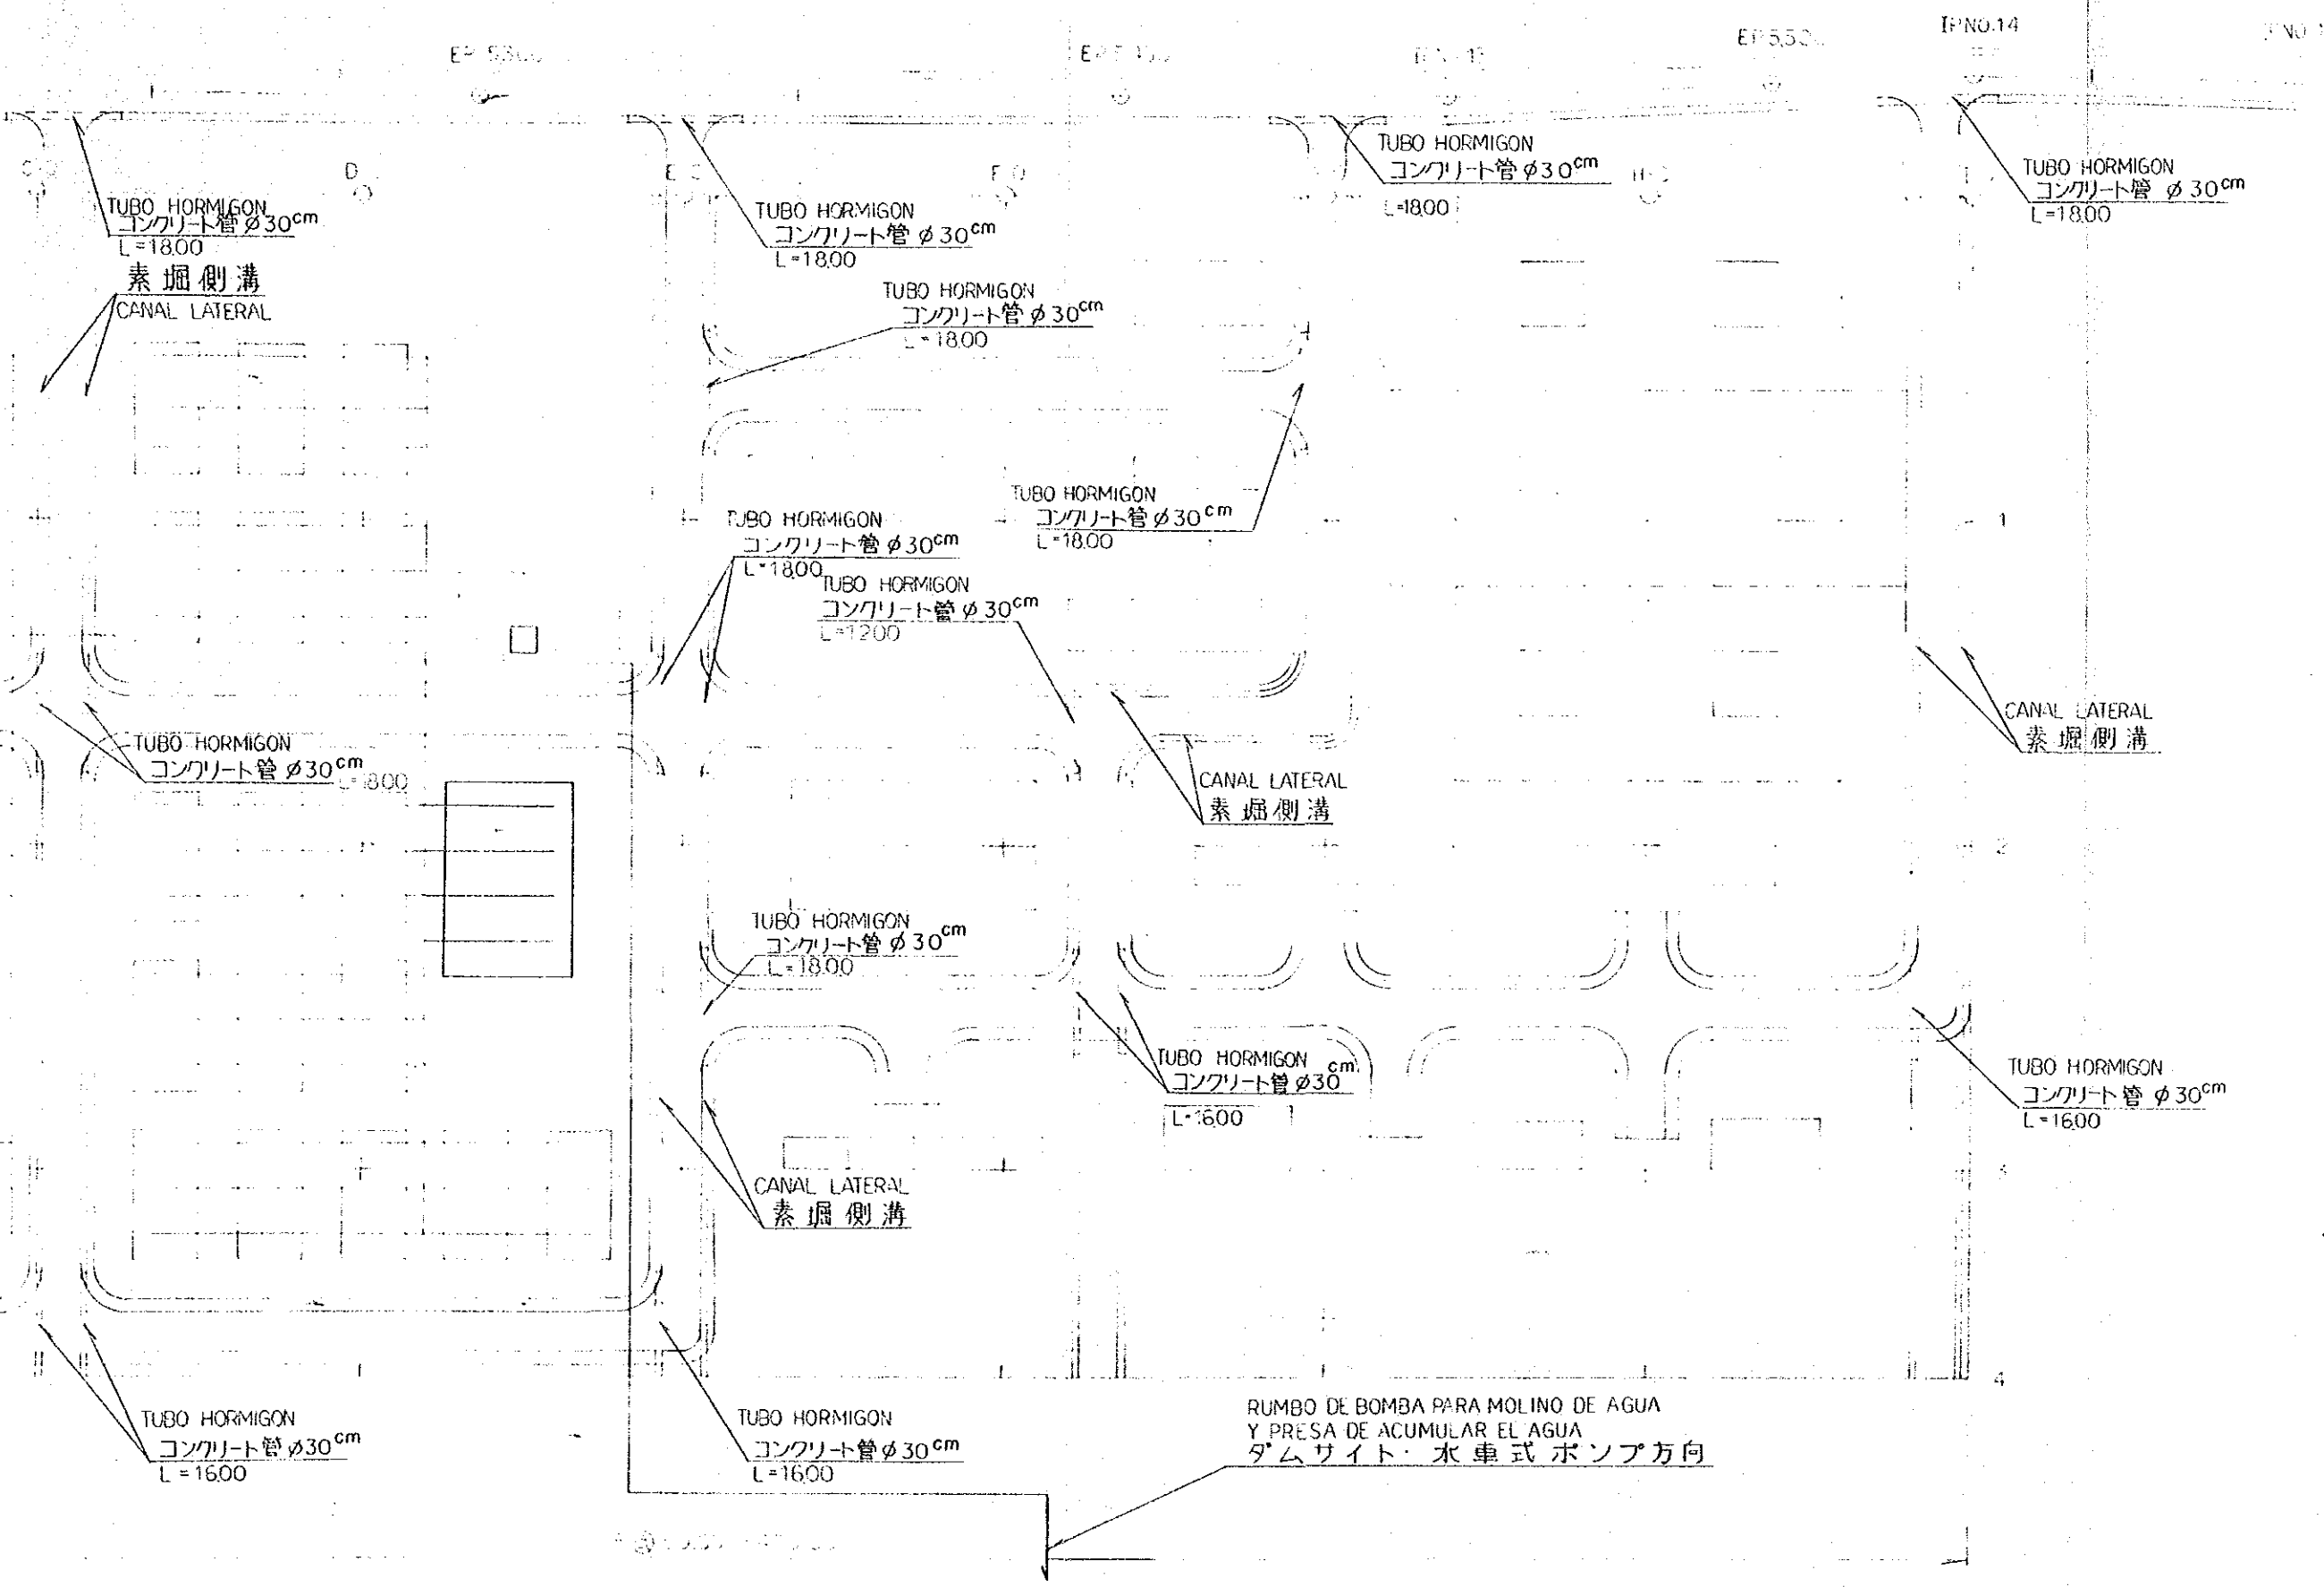 IPNO.14
TUBO HORMIGON
コンクリート管 φ30cm
L=18.00
TUBO HORMIGON
コンクリート管 φ30cm
L=18.00
TUBO HORMIGON
コンクリート管 φ30cm
L=18.00
素堀側溝
CANAL LATERAL
TUBO HORMIGON
コンクリート管 φ30cm
L=18.00
TUBO HORMIGON
コンクリート管 φ30cm
L=18.00
TUBO HORMIGON
コンクリート管 φ30cm
L=18.00
TUBO HORMIGON
コンクリート管 φ30cm
L=18.00
1
TUBO HORMIGON
コンクリート管 φ30cm
L=12.00
CANAL LATERAL
素堀側溝
TUBO HORMIGON
コンクリート管 φ30cm
L=18.00
CANAL LATERAL
素堀側溝
2
TUBO HORMIGON
コンクリート管 φ30cm
L=18.00
TUBO HORMIGON
コンクリート管 φ30cm
L=16.00
TUBO HORMIGON
コンクリート管 φ30cm
L=16.00
CANAL LATERAL
素堀側溝
4
TUBO HORMIGON
コンクリート管 φ30cm
L=16.00
TUBO HORMIGON
コンクリート管 φ30cm
L=16.00
RUMBO DE BOMBA PARA MOLINO DE AGUA
Y PRESA DE ACUMULAR EL AGUA
ダムサイト・水車式ポンプ方向